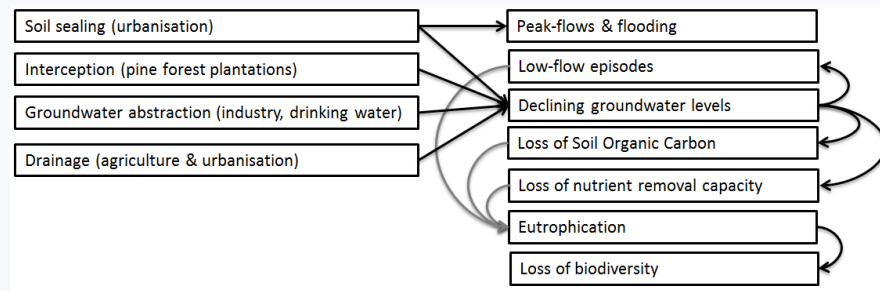 Soil sealing (urbanisation)
Interception (pine forest plantations)
Groundwater abstraction (industry, drinking water)
Drainage (agriculture & urbanisation)
Peak-flows & flooding
Low-flow episodes
Declining groundwater levels
Loss of Soil Organic Carbon
Loss of nutrient removal capacity
Eutrophication
Loss of biodiversity